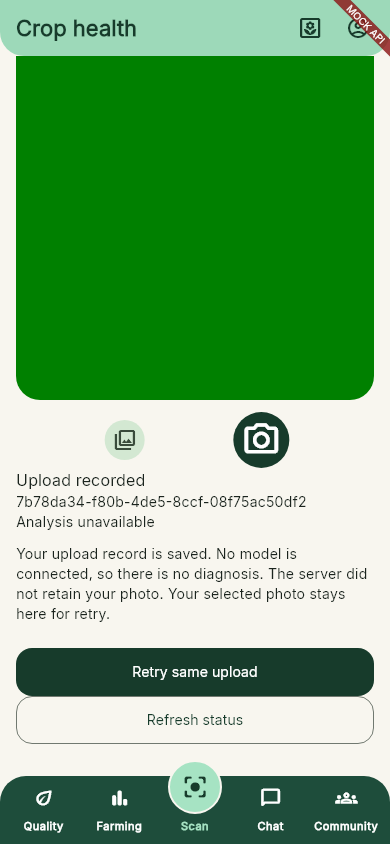 Crop health
MOCK API
Upload recorded
7b78da34-f80b-4de5-8ccf-08f75ac50df2
Analysis unavailable
Your upload record is saved. No model is
connected, so there is no diagnosis. The server did
not retain your photo. Your selected photo stays
here for retry.
Retry same upload
Refresh status
Quality
Farming
Scan
Chat
Community